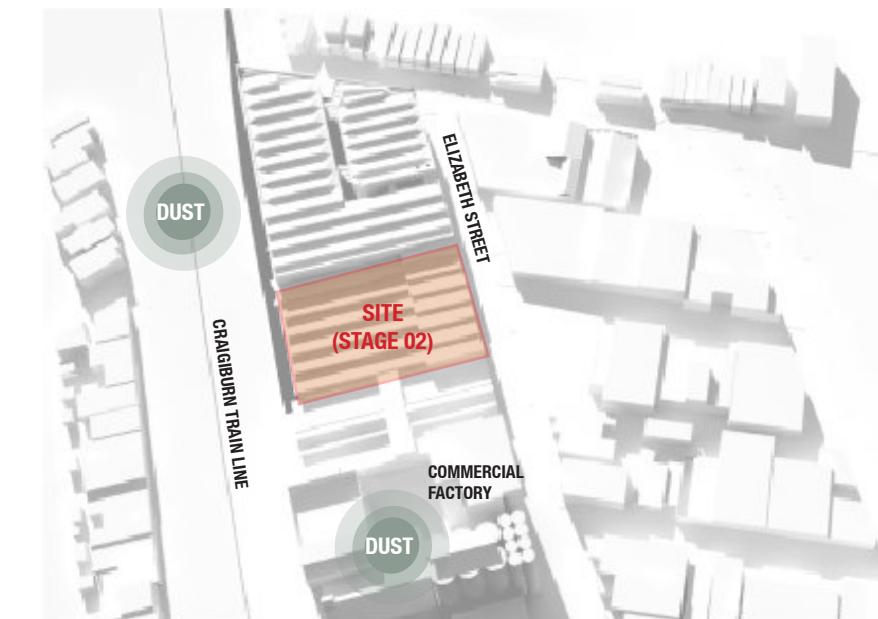 DUST
ELIZABETH STREET
SITE
(STAGE 02)
CRAIGIBURN TRAIN LINE
COMMERCIAL
FACTORY
DUST